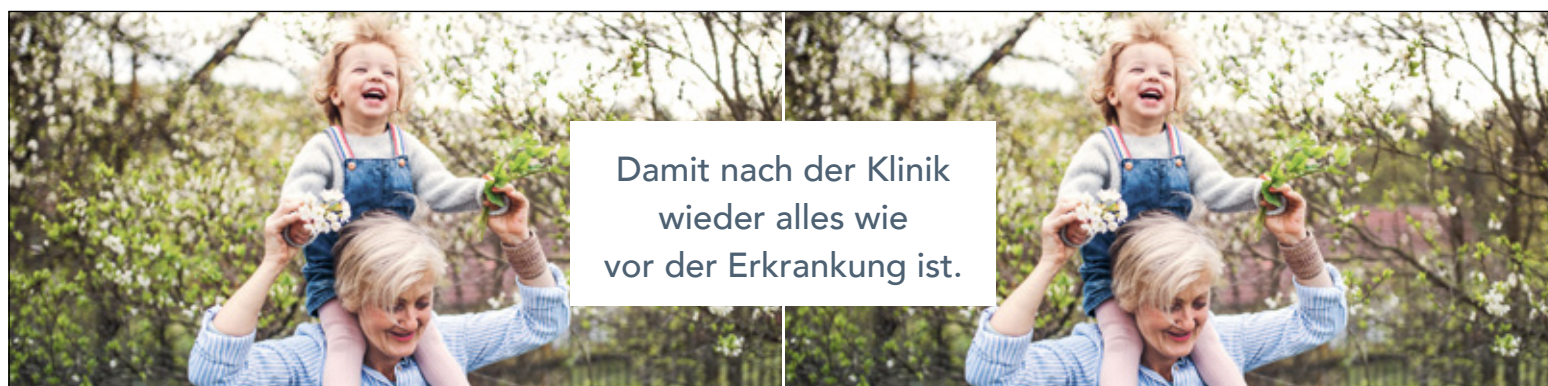 Damit nach der Klinik
wieder alles wie
vor der Erkrankung ist.